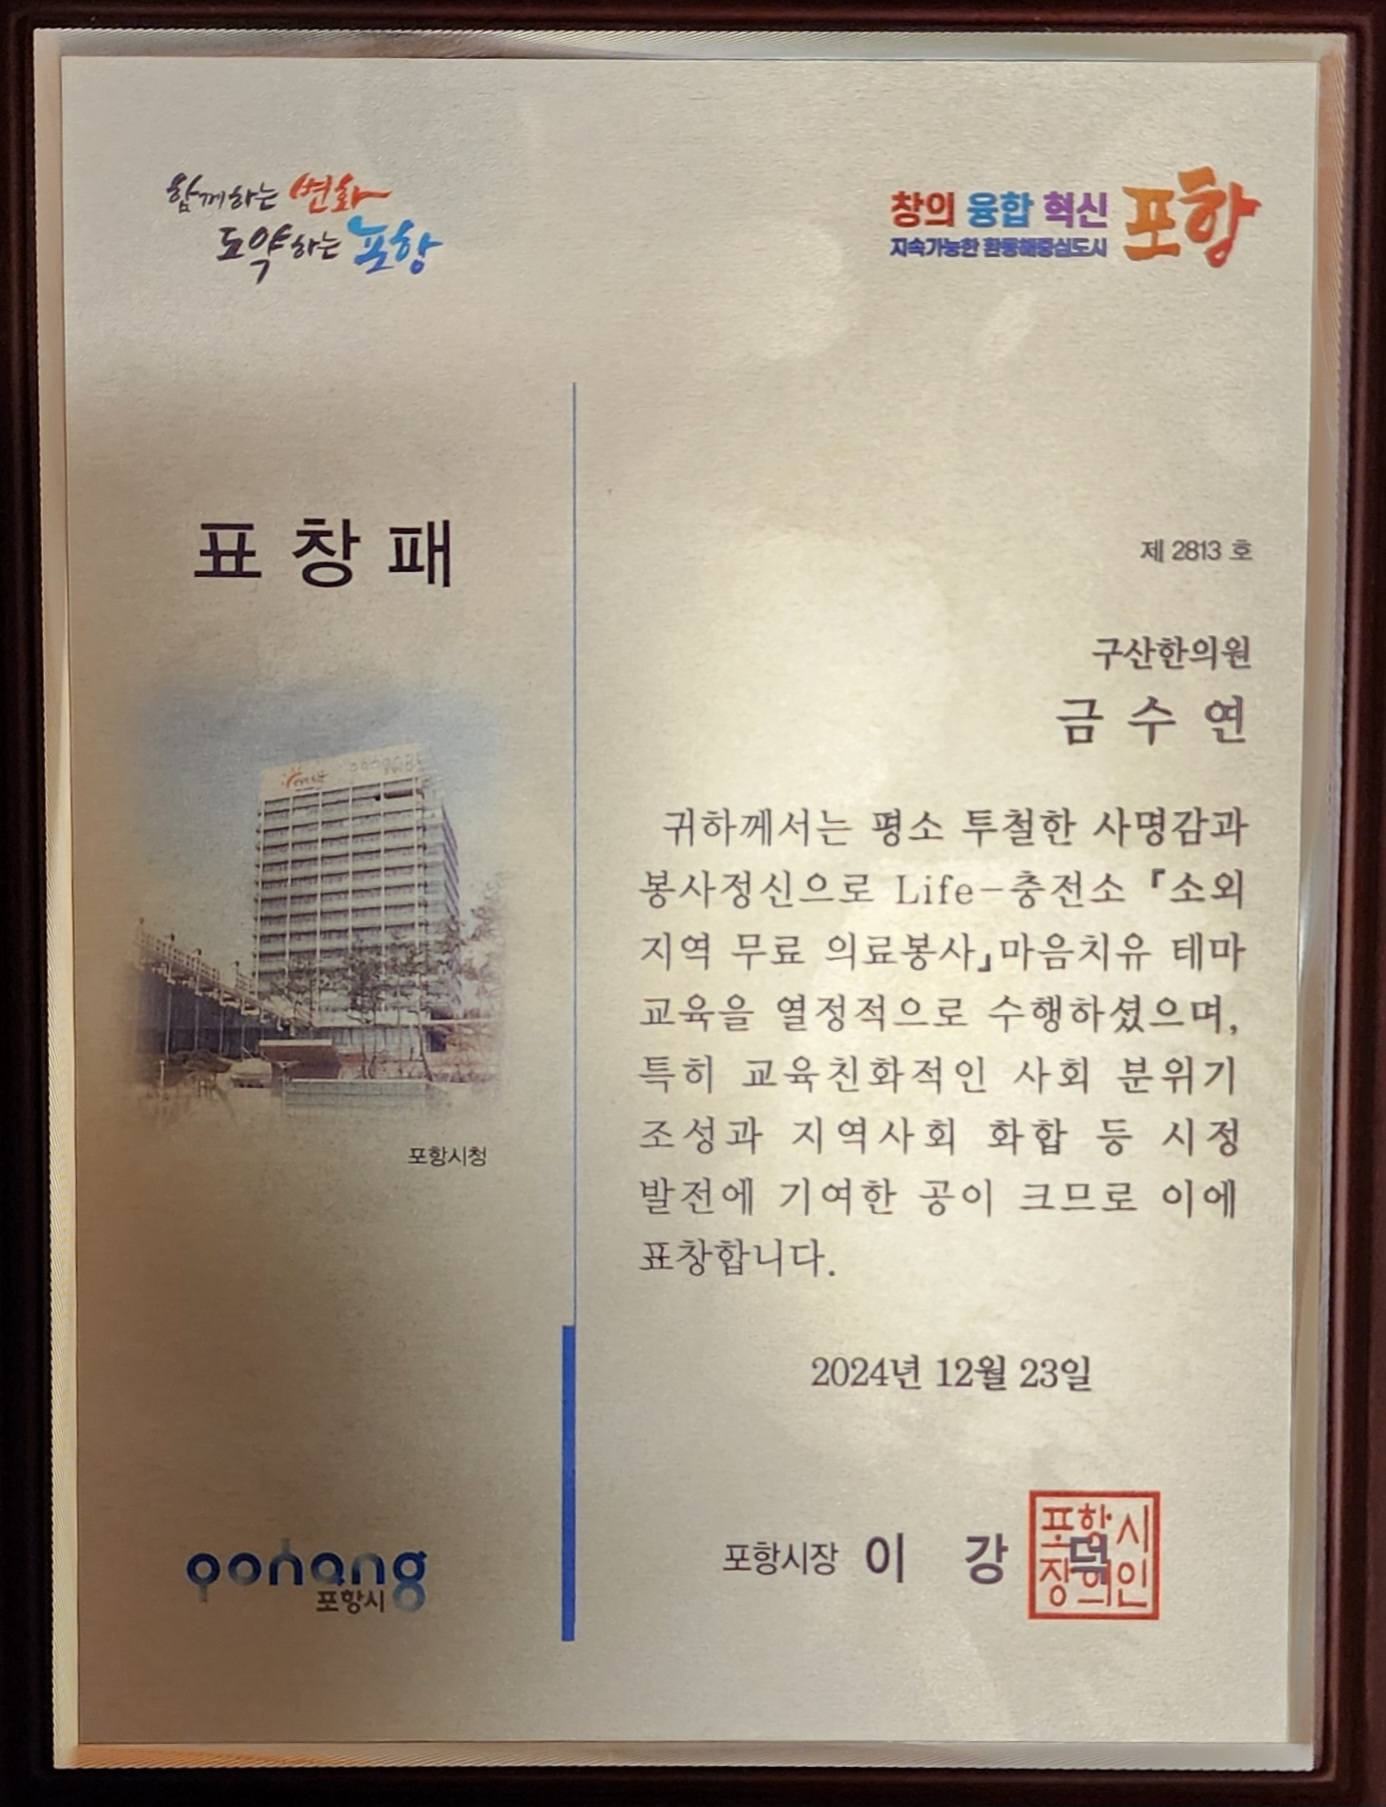 함께하는 변화
도약하는 포항
창의 융합 혁신 포항
지속가능한 환동해중심도시
표창패
포항시청
pohang
포항시
제 2813 호
구산한의원
금 수 연
귀하께서는 평소 투철한 사명감과
봉사정신으로 Life-충전소 『소외
지역 무료 의료봉사』마음치유 테마
교육을 열정적으로 수행하셨으며,
특히 교육친화적인 사회 분위기
조성과 지역사회 화합 등 시정
발전에 기여한 공이 크므로 이에
표창합니다.
2024년 12월 23일
포항시장 이 강 덕
포항시
장의인